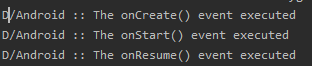 D/Android :: The onCreate() event executed
D/Android :: The onStart() event executed
D/Android :: The onResume() event executed